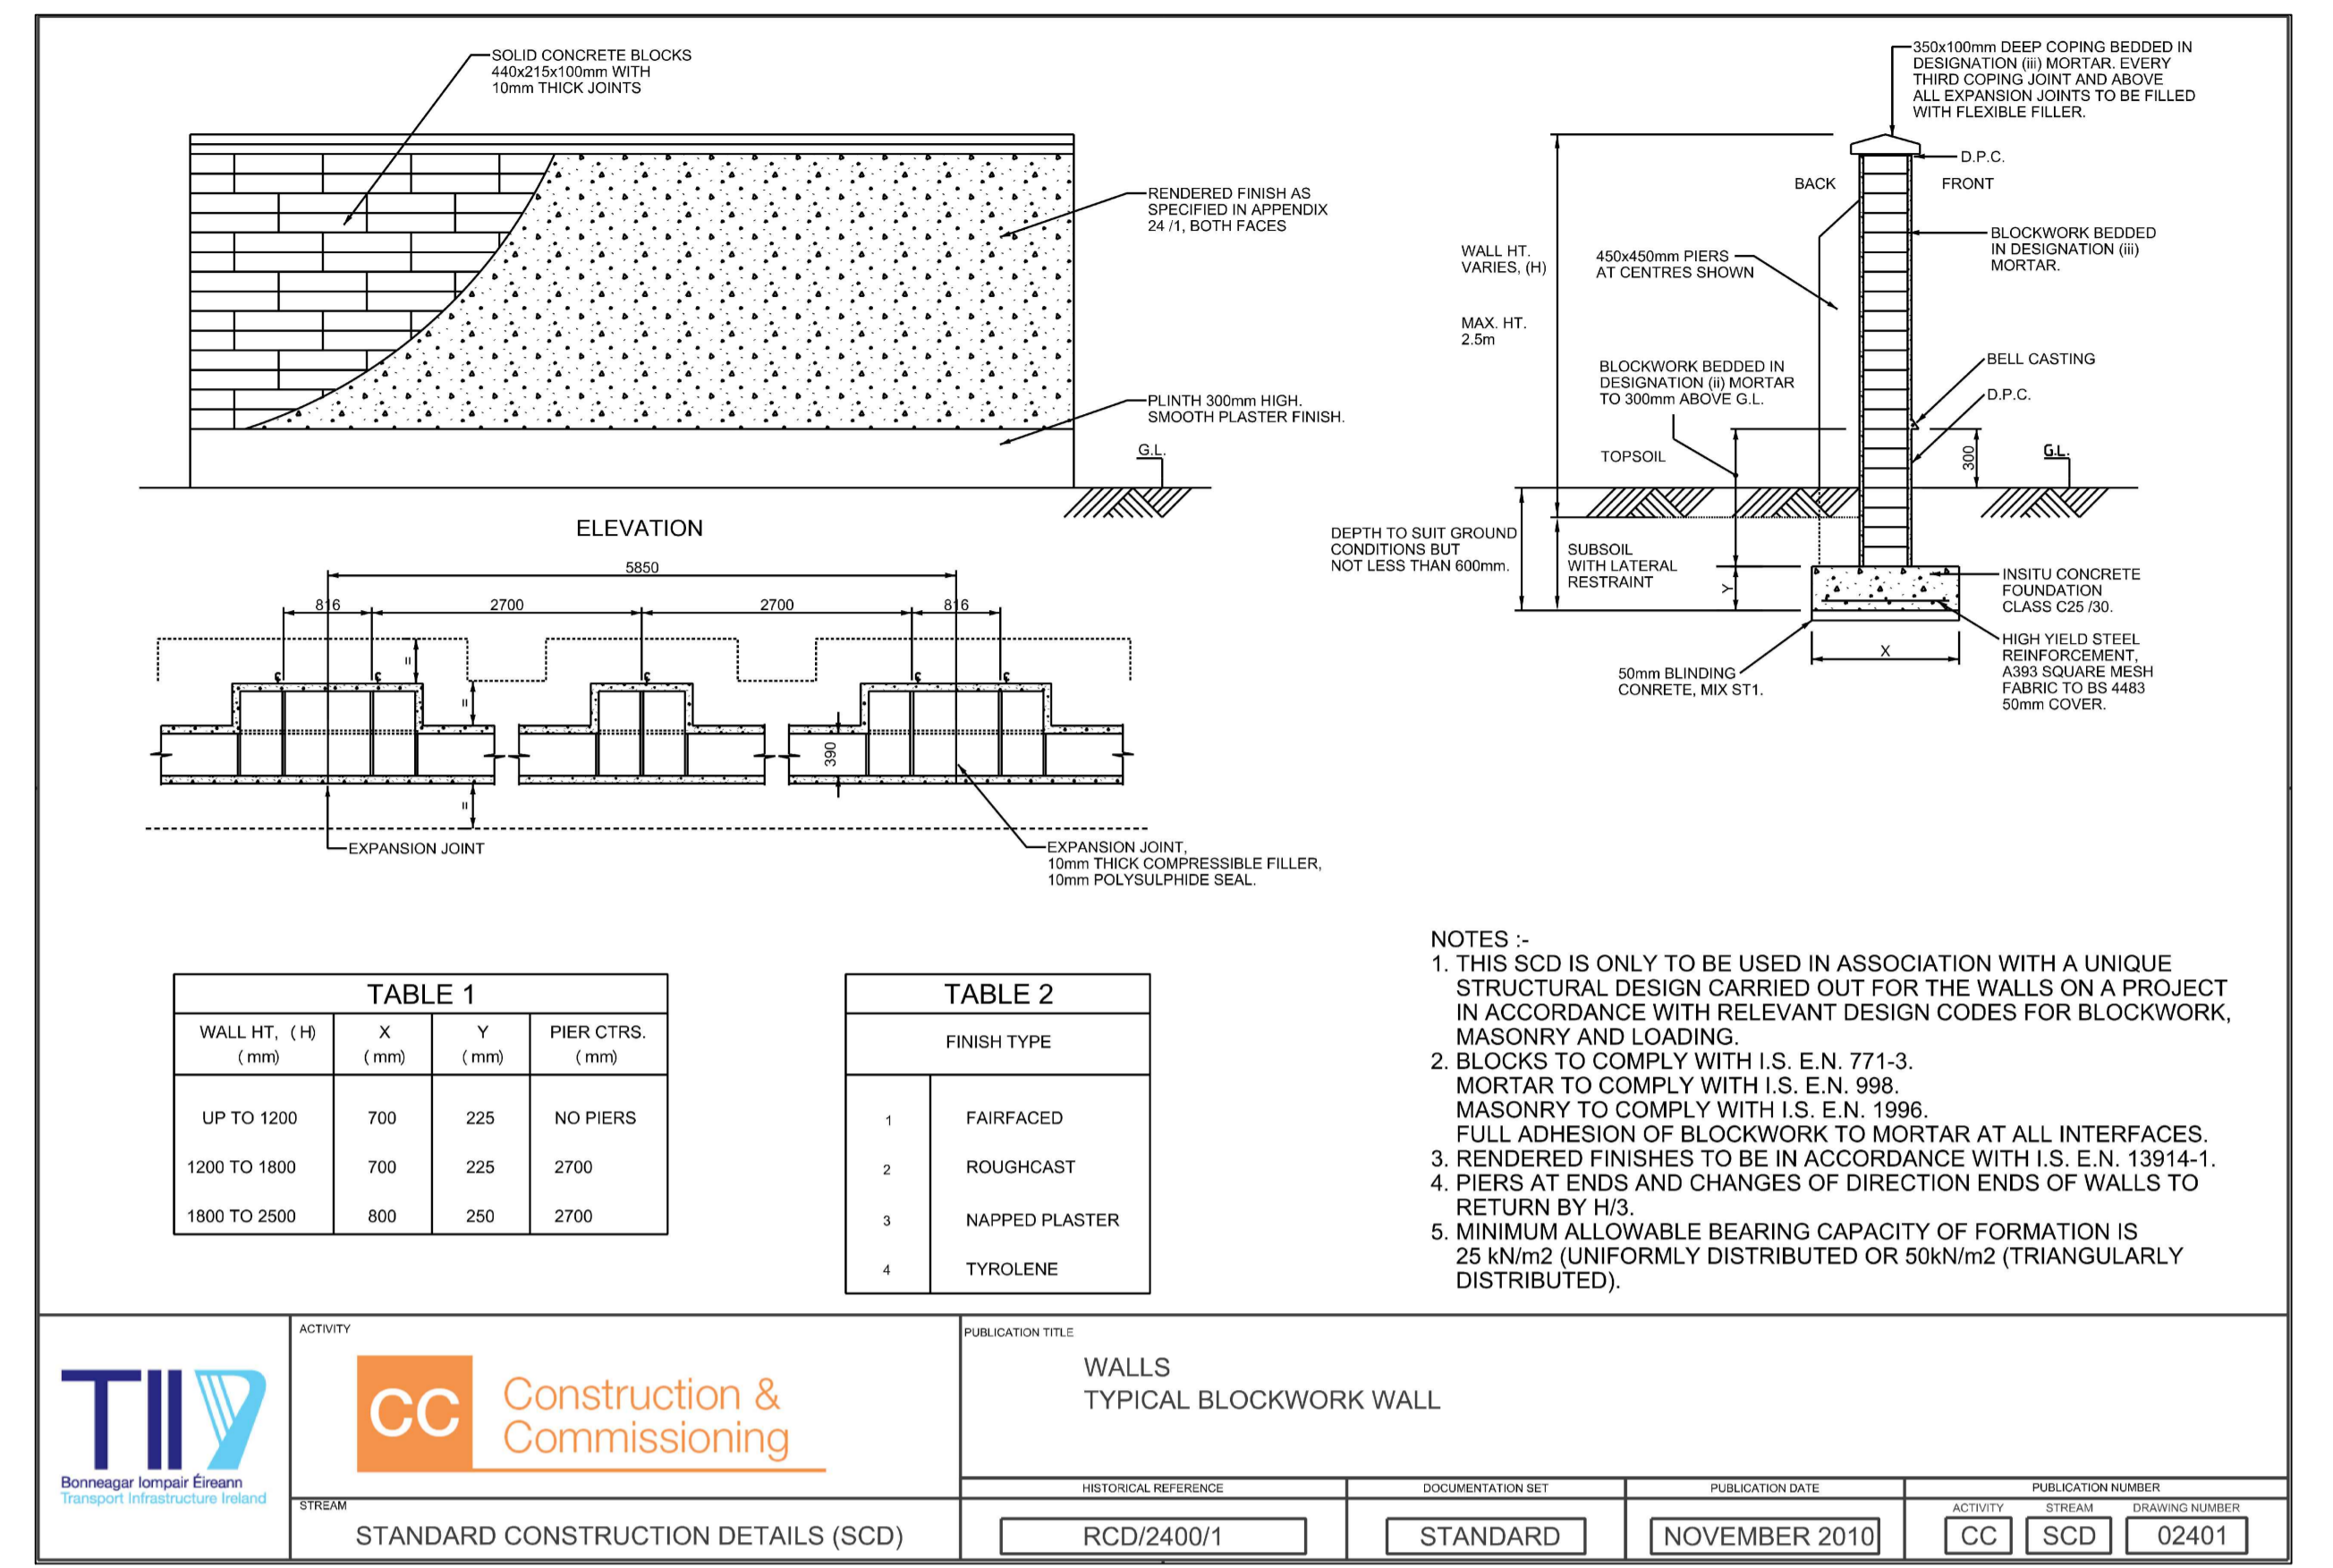 SOLID CONCRETE BLOCKS
440x215x100mm WITH
10mm THICK JOINTS
RENDERED FINISH AS
SPECIFIED IN APPENDIX
24 /1, BOTH FACES
PLINTH 300mm HIGH.
SMOOTH PLASTER FINISH.
G.L.
ELEVATION
350x100mm DEEP COPING BEDDED IN
DESIGNATION (iii) MORTAR. EVERY
THIRD COPING JOINT AND ABOVE
ALL EXPANSION JOINTS TO BE FILLED
WITH FLEXIBLE FILLER.
D.P.C.
BACK
FRONT
BLOCKWORK BEDDED
IN DESIGNATION (iii)
MORTAR.
WALL HT.
VARIES, (H)
MAX. HT.
2.5m
450x450mm PIERS
AT CENTRES SHOWN
BLOCKWORK BEDDED IN
DESIGNATION (ii) MORTAR
TO 300mm ABOVE G.L.
BELL CASTING
D.P.C.
TOPSOIL
300
G.L.
DEPTH TO SUIT GROUND
CONDITIONS BUT
NOT LESS THAN 600mm.
SUBSOIL
WITH LATERAL
RESTRAINT
Y
INSITU CONCRETE
FOUNDATION
CLASS C25 /30.
HIGH YIELD STEEL
REINFORCEMENT,
A393 SQUARE MESH
FABRIC TO BS 4483
50mm COVER.
X
50mm BLINDING
CONRETE, MIX ST1.
5850
816
2700
2700
816
=
=
=
390
EXPANSION JOINT
EXPANSION JOINT,
10mm THICK COMPRESSIBLE FILLER,
10mm POLYSULPHIDE SEAL.
TABLE 1
WALL HT, (H) X Y PIER CTRS.
(mm) (mm) (mm) (mm)
UP TO 1200 700 225 NO PIERS
1200 TO 1800 700 225 2700
1800 TO 2500 800 250 2700
TABLE 2
FINISH TYPE
1 FAIRFACED
2 ROUGHCAST
3 NAPPED PLASTER
4 TYROLENE
NOTES :-
1. THIS SCD IS ONLY TO BE USED IN ASSOCIATION WITH A UNIQUE
STRUCTURAL DESIGN CARRIED OUT FOR THE WALLS ON A PROJECT
IN ACCORDANCE WITH RELEVANT DESIGN CODES FOR BLOCKWORK,
MASONRY AND LOADING.
2. BLOCKS TO COMPLY WITH I.S. E.N. 771-3.
MORTAR TO COMPLY WITH I.S. E.N. 998.
MASONRY TO COMPLY WITH I.S. E.N. 1996.
FULL ADHESION OF BLOCKWORK TO MORTAR AT ALL INTERFACES.
3. RENDERED FINISHES TO BE IN ACCORDANCE WITH I.S. E.N. 13914-1.
4. PIERS AT ENDS AND CHANGES OF DIRECTION ENDS OF WALLS TO
RETURN BY H/3.
5. MINIMUM ALLOWABLE BEARING CAPACITY OF FORMATION IS
25 kN/m2 (UNIFORMLY DISTRIBUTED OR 50kN/m2 (TRIANGULARLY
DISTRIBUTED).
TII
Bonneagar Iompair Éireann
Transport Infrastructure Ireland
ACTIVITY
CC
Construction &
Commissioning
STREAM
STANDARD CONSTRUCTION DETAILS (SCD)
PUBLICATION TITLE
WALLS
TYPICAL BLOCKWORK WALL
HISTORICAL REFERENCE
RCD/2400/1
DOCUMENTATION SET
STANDARD
PUBLICATION DATE
NOVEMBER 2010
PUBLICATION NUMBER
ACTIVITY STREAM DRAWING NUMBER
CC SCD 02401